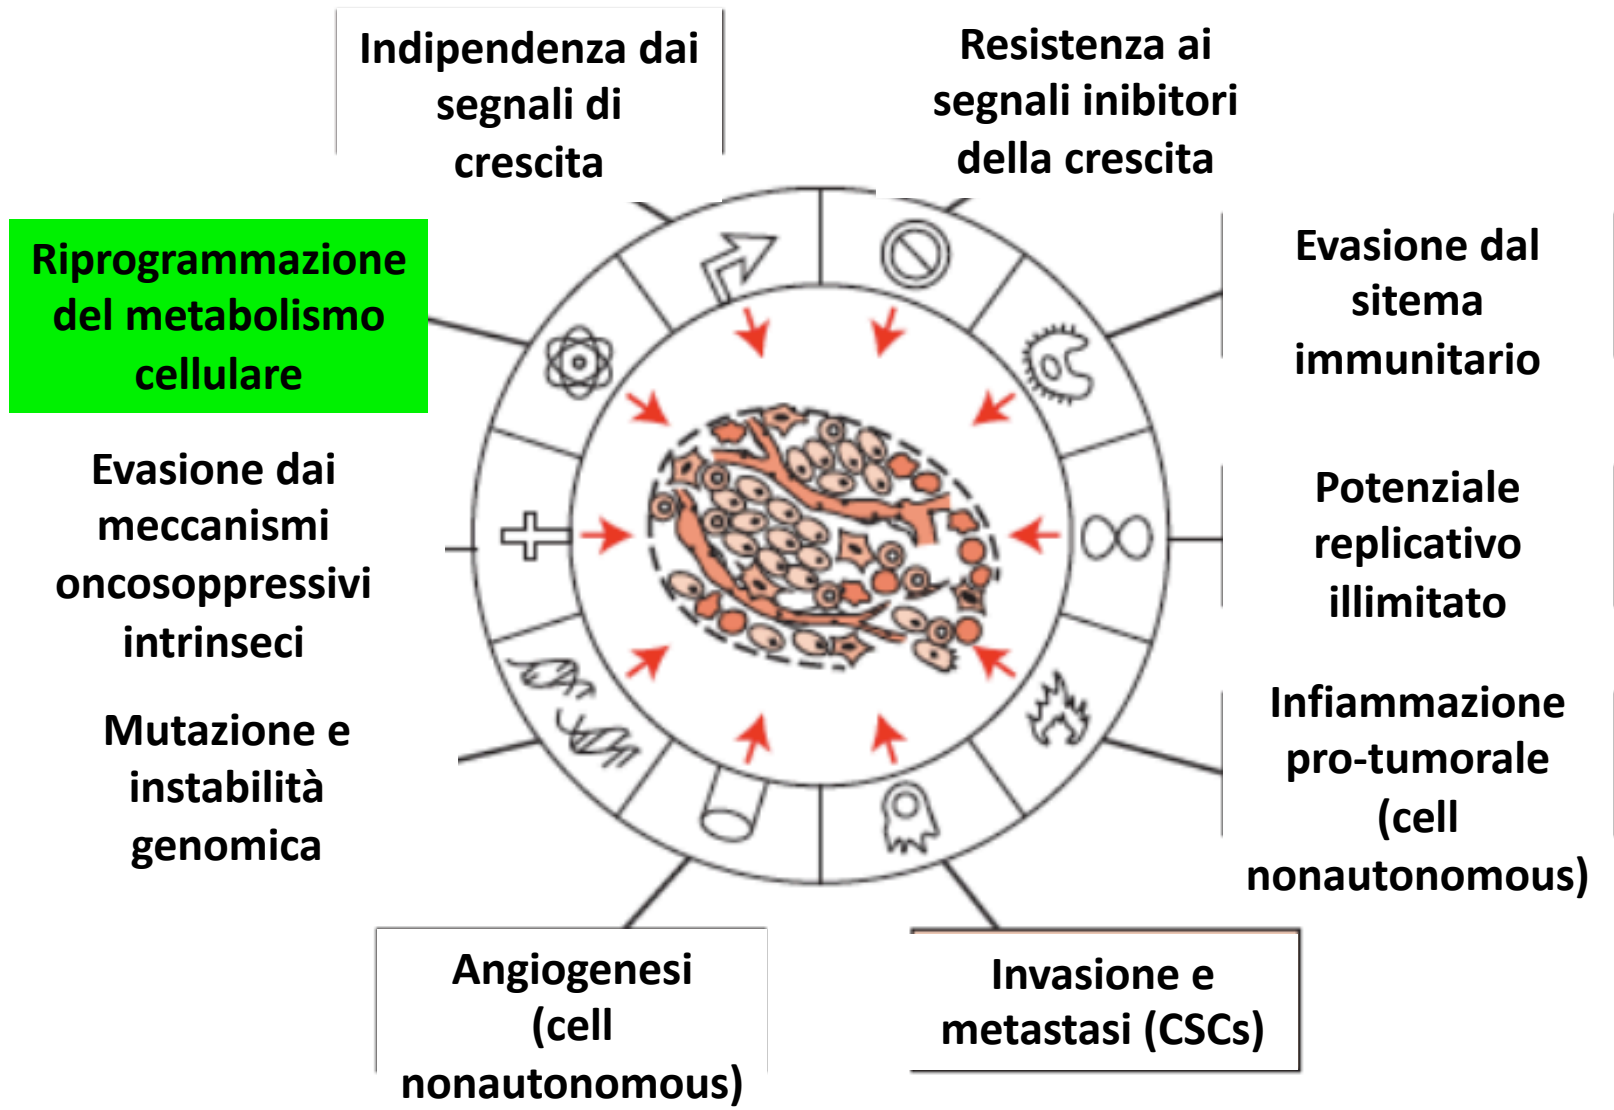 Indipendenza dai
segnali di
crescita
Resistenza ai
segnali inibitori
della crescita
Riprogrammazione
del metabolismo
cellulare
Evasione dal
sitema
immunitario
Evasione dai
meccanismi
oncosoppressivi
intrinseci
Potenziale
replicativo
illimitato
Mutazione e
instabilità
genomica
Infiammazione
pro-tumorale
(cell
nonautonomous)
Angiogenesi
(cell
nonautonomous)
Invasione e
metastasi (CSCs)